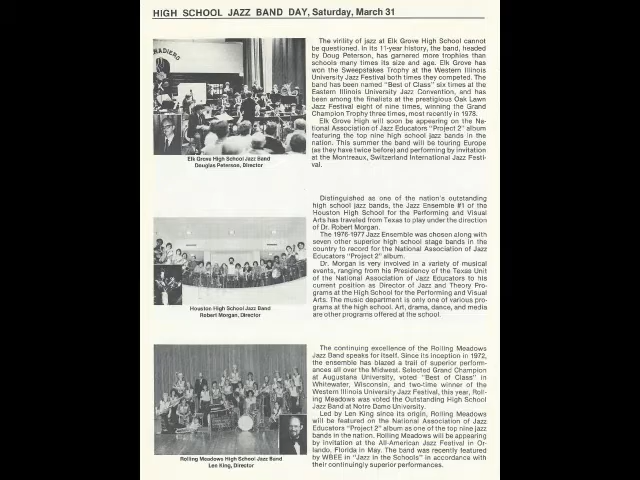 HIGH SCHOOL JAZZ BAND DAY, Saturday, March 31
The virility of jazz at Elk Grove High School cannot
be questioned. In its 11-year history, the band, headed
by Doug Peterson, has garnered more trophies than
schools many times its size and age. Elk Grove has
won the Sweepstakes Trophy at the Western Illinois
University Jazz Festival both times they competed. The
band has been named "Best of Class" six times at the
Eastern Illinois University Jazz Convention, and has
been among the finalists at the prestigious Oak Lawn
Jazz Festival eight of nine times, winning the Grand
Champion Trophy three times, most recently in 1978.
Elk Grove High will soon be appearing on the Na-
tional Association of Jazz Educators "Project 2" album
featuring the top nine high school jazz bands in the
nation. This summer the band will be touring Europe
(as they have twice before) and performing by invitation
at the Montreaux, Switzerland International Jazz Festi-
val.
Elk Grove High School Jazz Band
Douglas Peterson, Director
Distinguished as one of the nation's outstanding
high school jazz bands, the Jazz Ensemble #1 of the
Houston High School for the Performing and Visual
Arts has traveled from Texas to play under the direction
of Dr. Robert Morgan.
The 1976-1977 Jazz Ensemble was chosen along with
seven other superior high school stage bands in the
country to record for the National Association of Jazz
Educators "Project 2" album.
Dr. Morgan is very involved in a variety of musical
events, ranging from his Presidency of the Texas Unit
of the National Association of Jazz Educators to his
current position as Director of Jazz and Theory Pro-
grams at the High School for the Performing and Visual
Arts. The music department is only one of various pro-
grams at the high school. Art, drama, dance, and media
are other programs offered at the school.
Houston High School Jazz Band
Robert Morgan, Director
The continuing excellence of the Rolling Meadows
Jazz Band speaks for itself. Since its inception in 1972,
the ensemble has blazed a trail of superior perform-
ances all over the Midwest. Selected Grand Champion
at Augustana University, voted "Best of Class" in
Whitewater, Wisconsin, and two-time winner of the
Western Illinois University Jazz Festival, this year, Roll-
ing Meadows was voted the Outstanding High School
Jazz Band at Notre Dame University.
Led by Len King since its origin, Rolling Meadows
will be featured on the National Association of Jazz
Educators "Project 2" album as one of the top nine jazz
bands in the nation. Rolling Meadows will be appearing
by invitation at the All-American Jazz Festival in Or-
lando, Florida in May. The band was recently featured
by WBEE in "Jazz in the Schools" in accordance with
their continuingly superior performances.
Rolling Meadows High School Jazz Band
Len King, Director